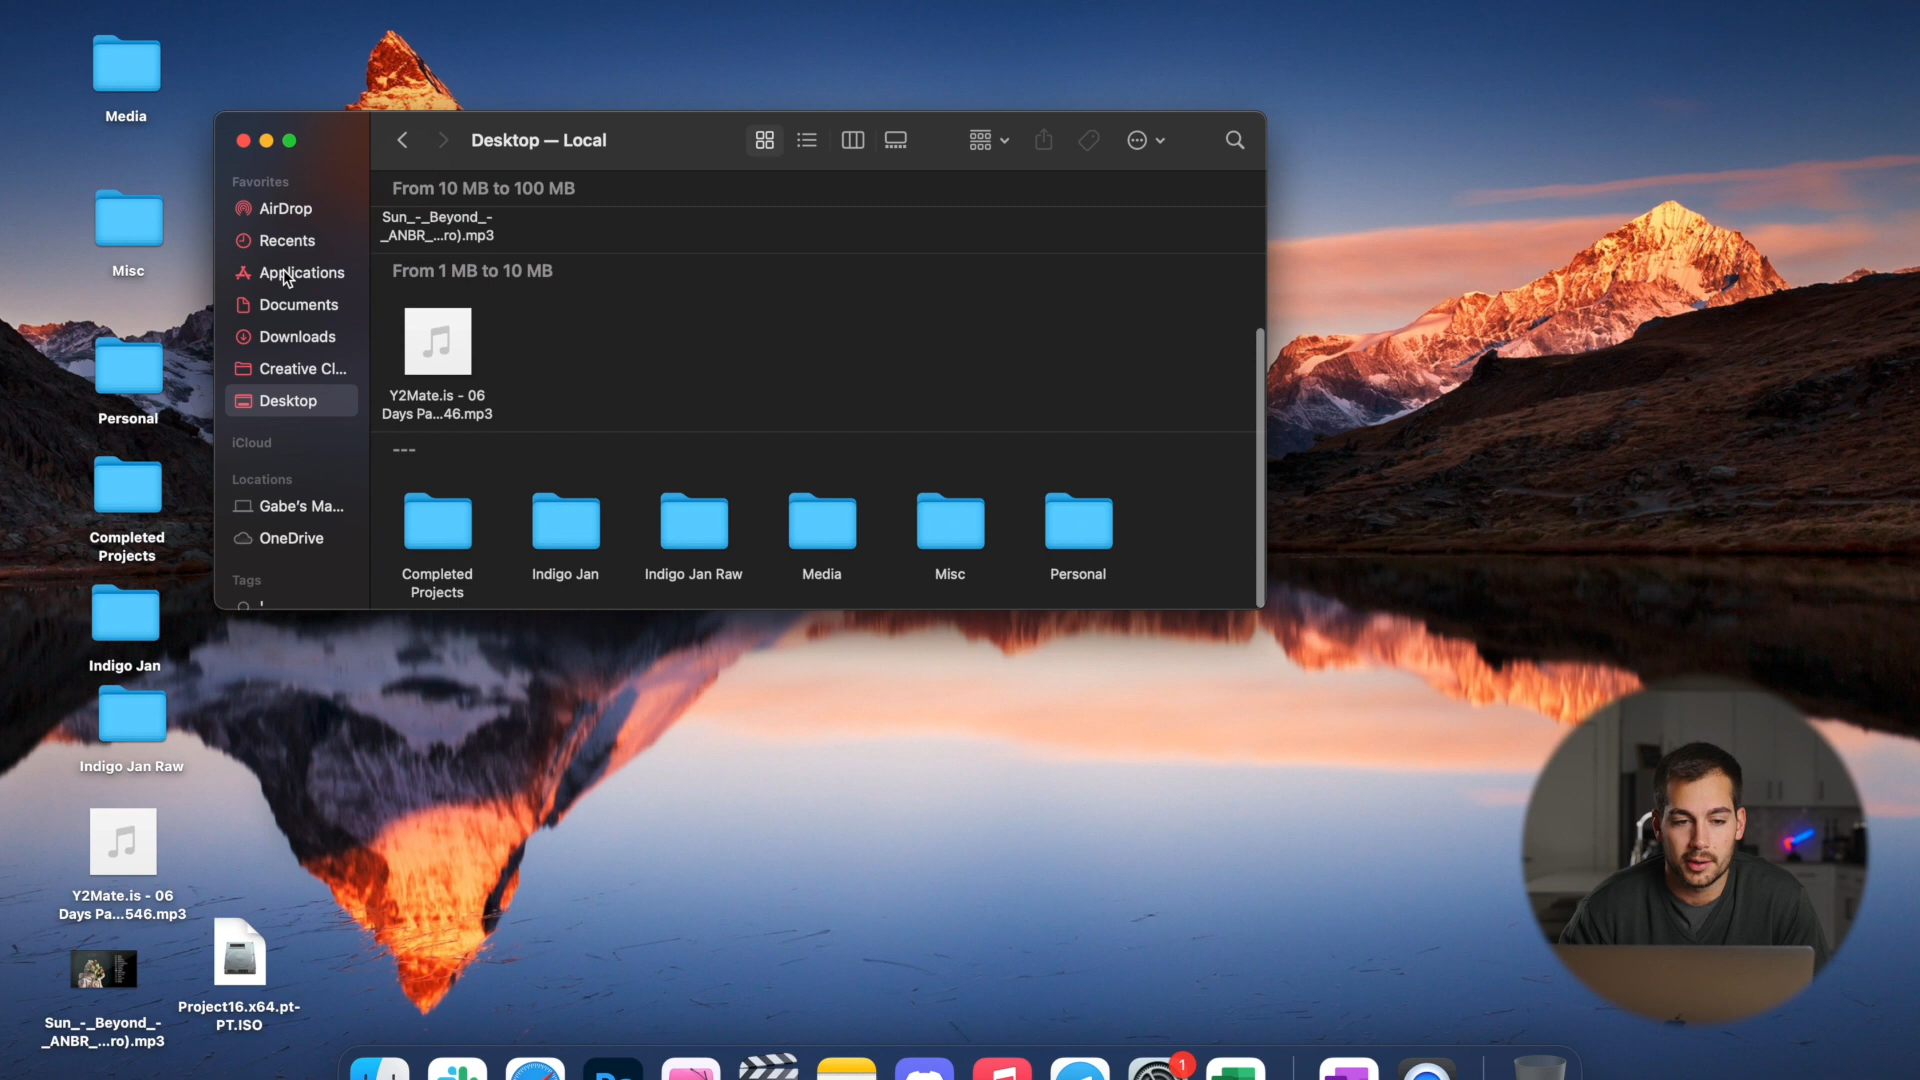 Media
Misc
Personal
Completed
Projects
Indigo Jan
Indigo Jan Raw
Y2Mate.is - 06
Days Pa...546.mp3
Sun_-_Beyond_-
_ANBR_...ro).mp3
Project16.x64.pt-
PT.ISO
Desktop — Local
Favorites
AirDrop
Recents
Applications
Documents
Downloads
Creative Cl...
Desktop
iCloud
Locations
Gabe's Ma...
OneDrive
Tags
From 10 MB to 100 MB
Sun_-_Beyond_-
_ANBR_...ro).mp3
From 1 MB to 10 MB
Y2Mate.is - 06
Days Pa...46.mp3
---
Completed
Projects
Indigo Jan
Indigo Jan Raw
Media
Misc
Personal
1